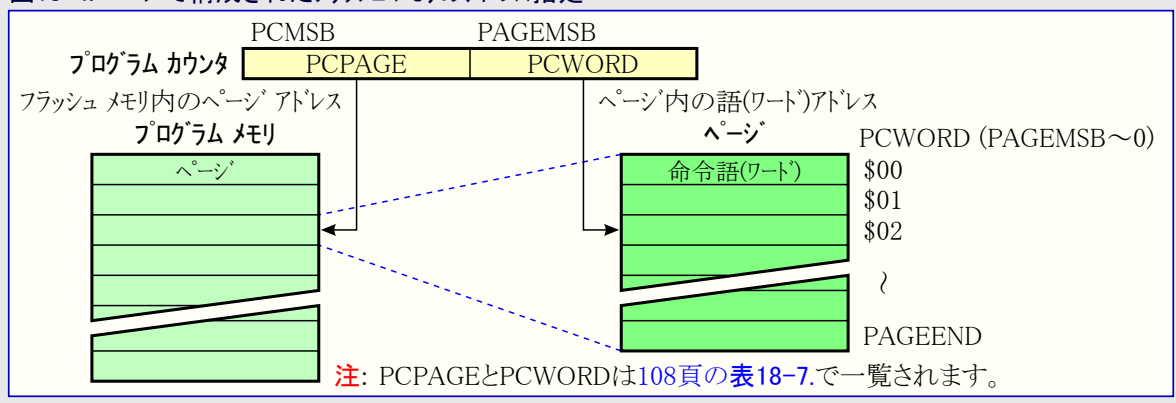 PCMSB PAGEMSB
プログラム カウンタ PCPAGE PCWORD
フラッシュ メモリ内のページ アドレス ページ内の語(ワード)アドレス
プログラム メモリ ページ PCWORD (PAGEMSB～0)
ページ 命令語(ワード) $00
$01
$02
～
PAGEEND
注: PCPAGEとPCWORDは108頁の表18-7.で一覧されます。